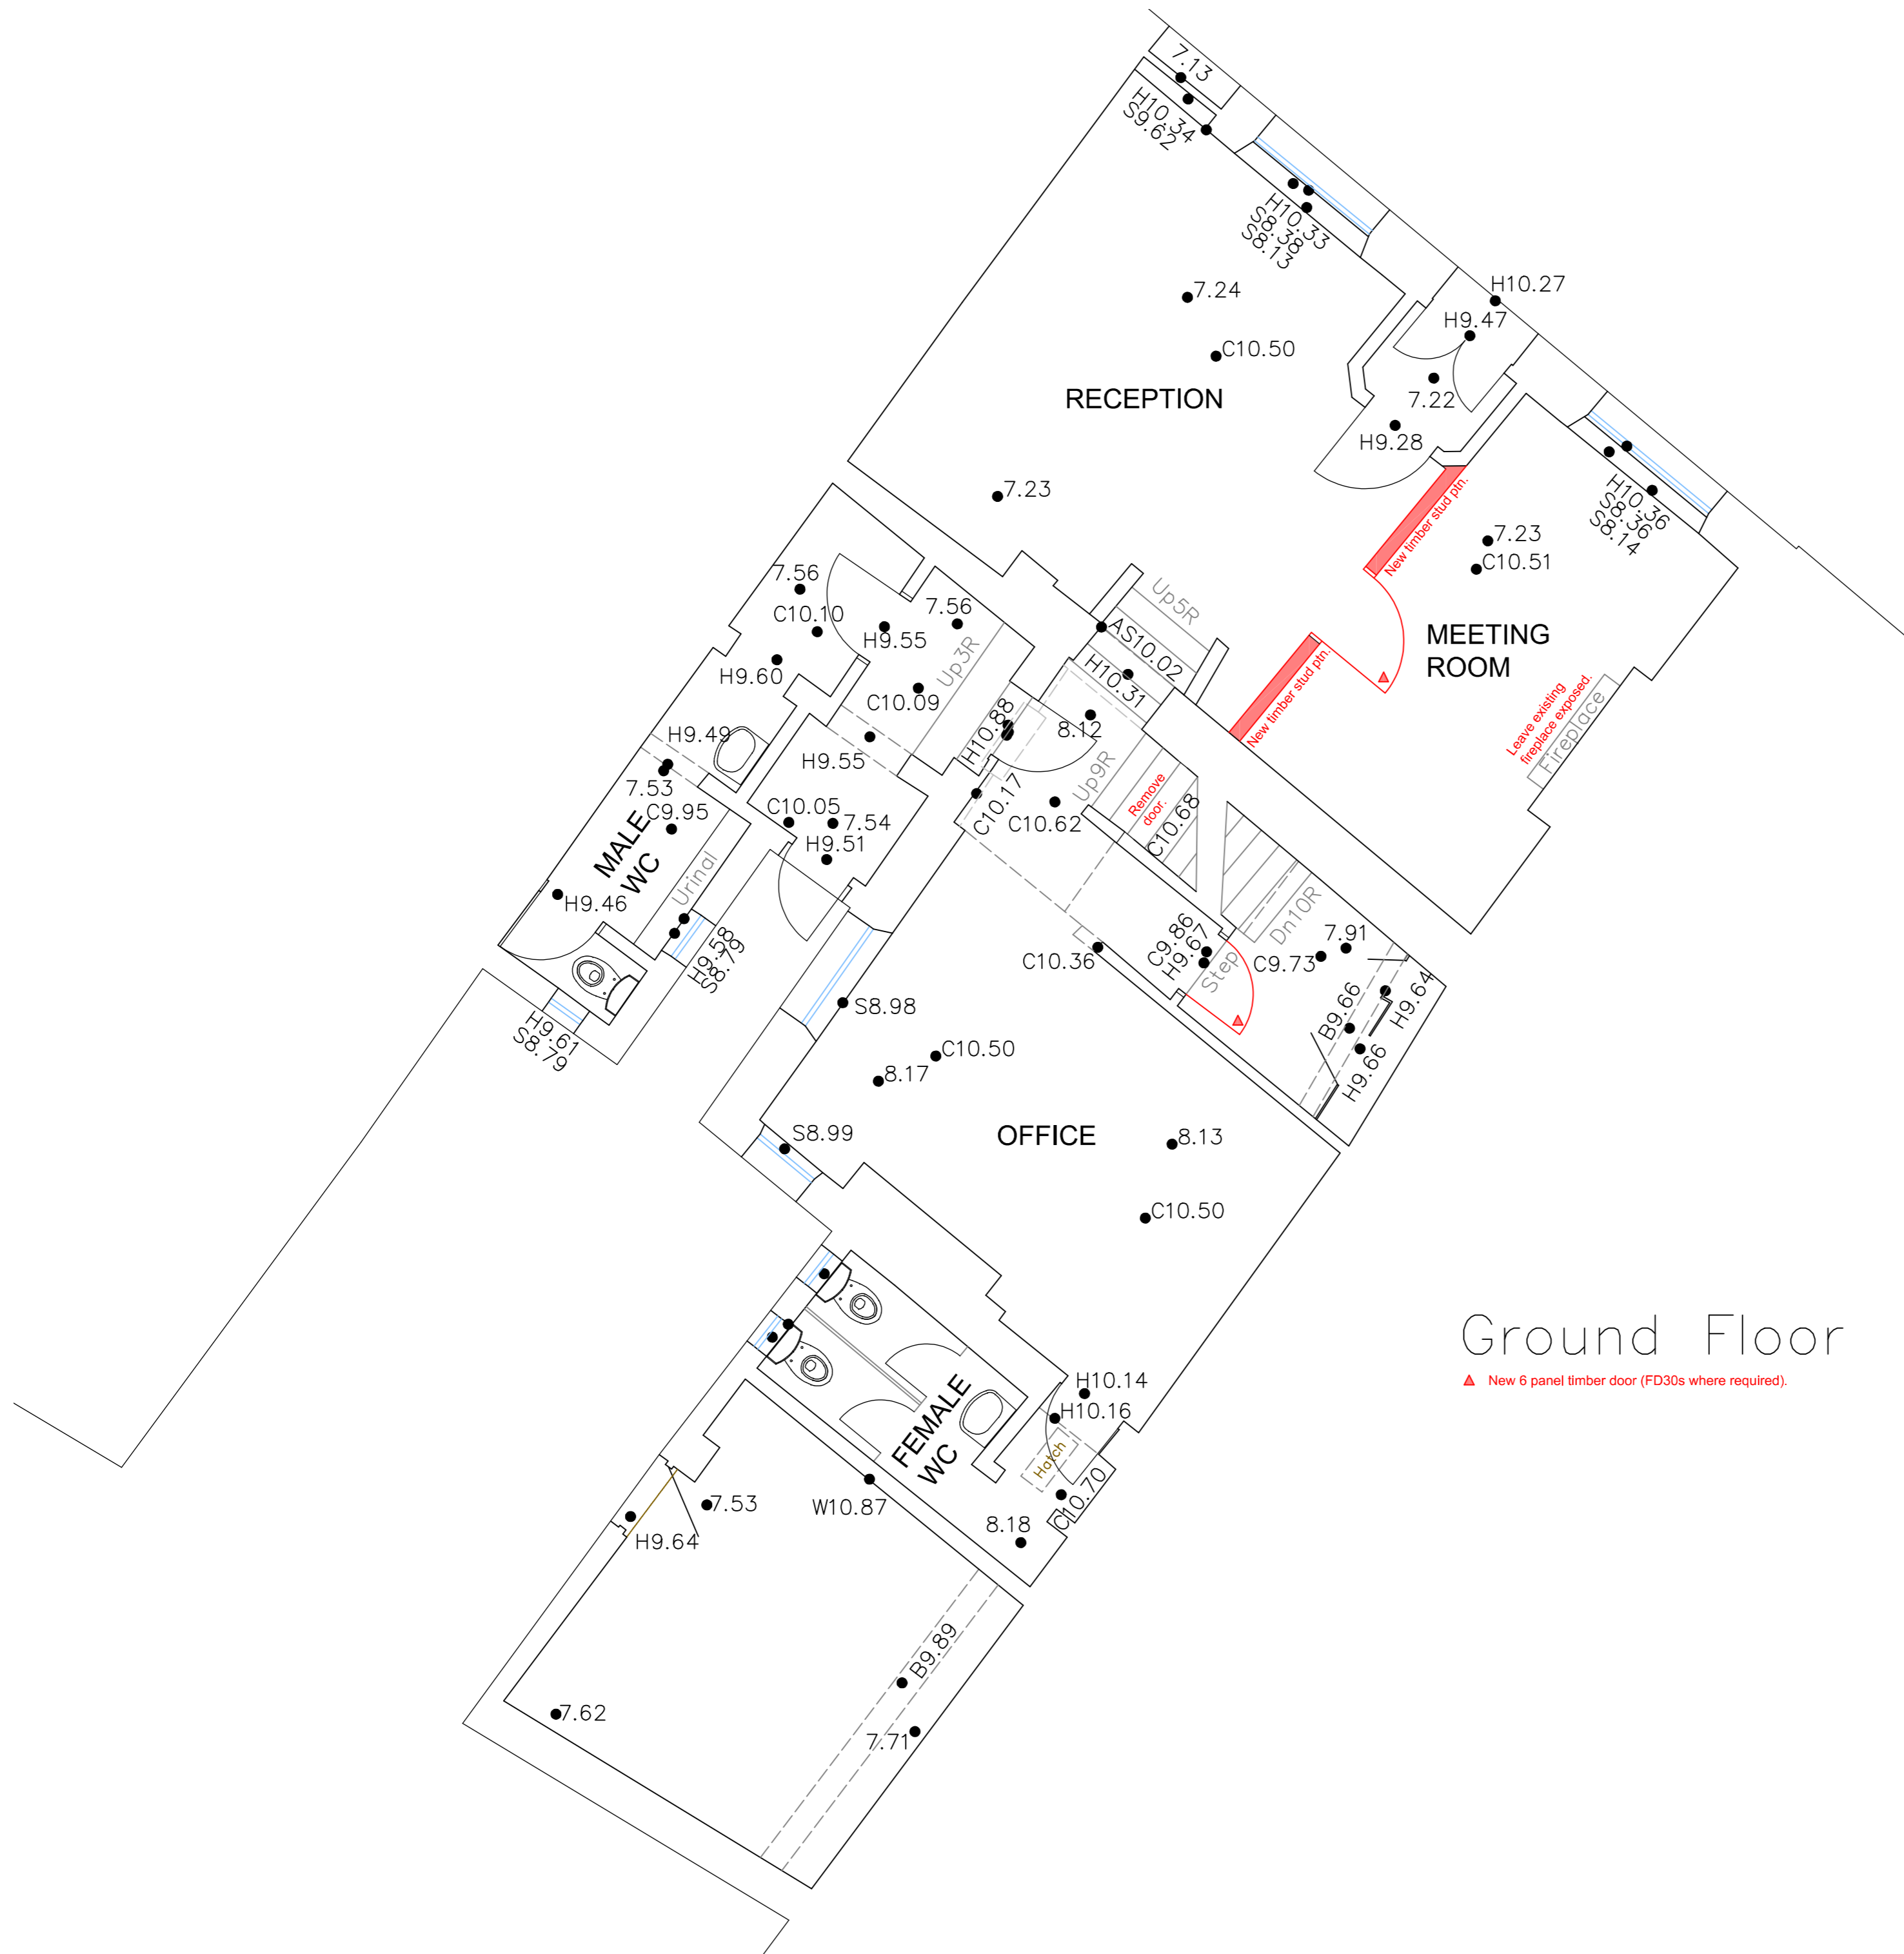 7.13
H10.34
S9.62
H10.33
S8.38
S8.13
7.24
C10.50
RECEPTION
H10.27
H9.47
7.22
H9.28
7.23
H10.36
S8.36
S8.14
7.23
C10.51
New timber stud ptn.
MEETING
ROOM
New timber stud ptn.
Leave existing
fireplace exposed.
Fireplace
Up5R
AS10.02
H10.31
7.56
C10.10
H9.55
7.56
H9.60
Up3R
C10.09
H10.88
8.12
H9.49
H9.55
7.53
C10.05
7.54
C9.95
H9.51
MALE
WC
Urinal
H9.46
H9.58
S8.79
H9.61
S8.79
C10.17
C10.62
Up9R
Remove
door.
C10.68
C10.36
C9.86
H9.67
Step
Dn10R
7.91
C9.73
H9.64
B9.66
H9.66
S8.98
C10.50
8.17
S8.99
OFFICE
8.13
C10.50
H10.14
H10.16
Hatch
C10.70
FEMALE
WC
8.18
W10.87
7.53
H9.64
B9.89
7.62
7.71
Ground Floor
New 6 panel timber door (FD30s where required).